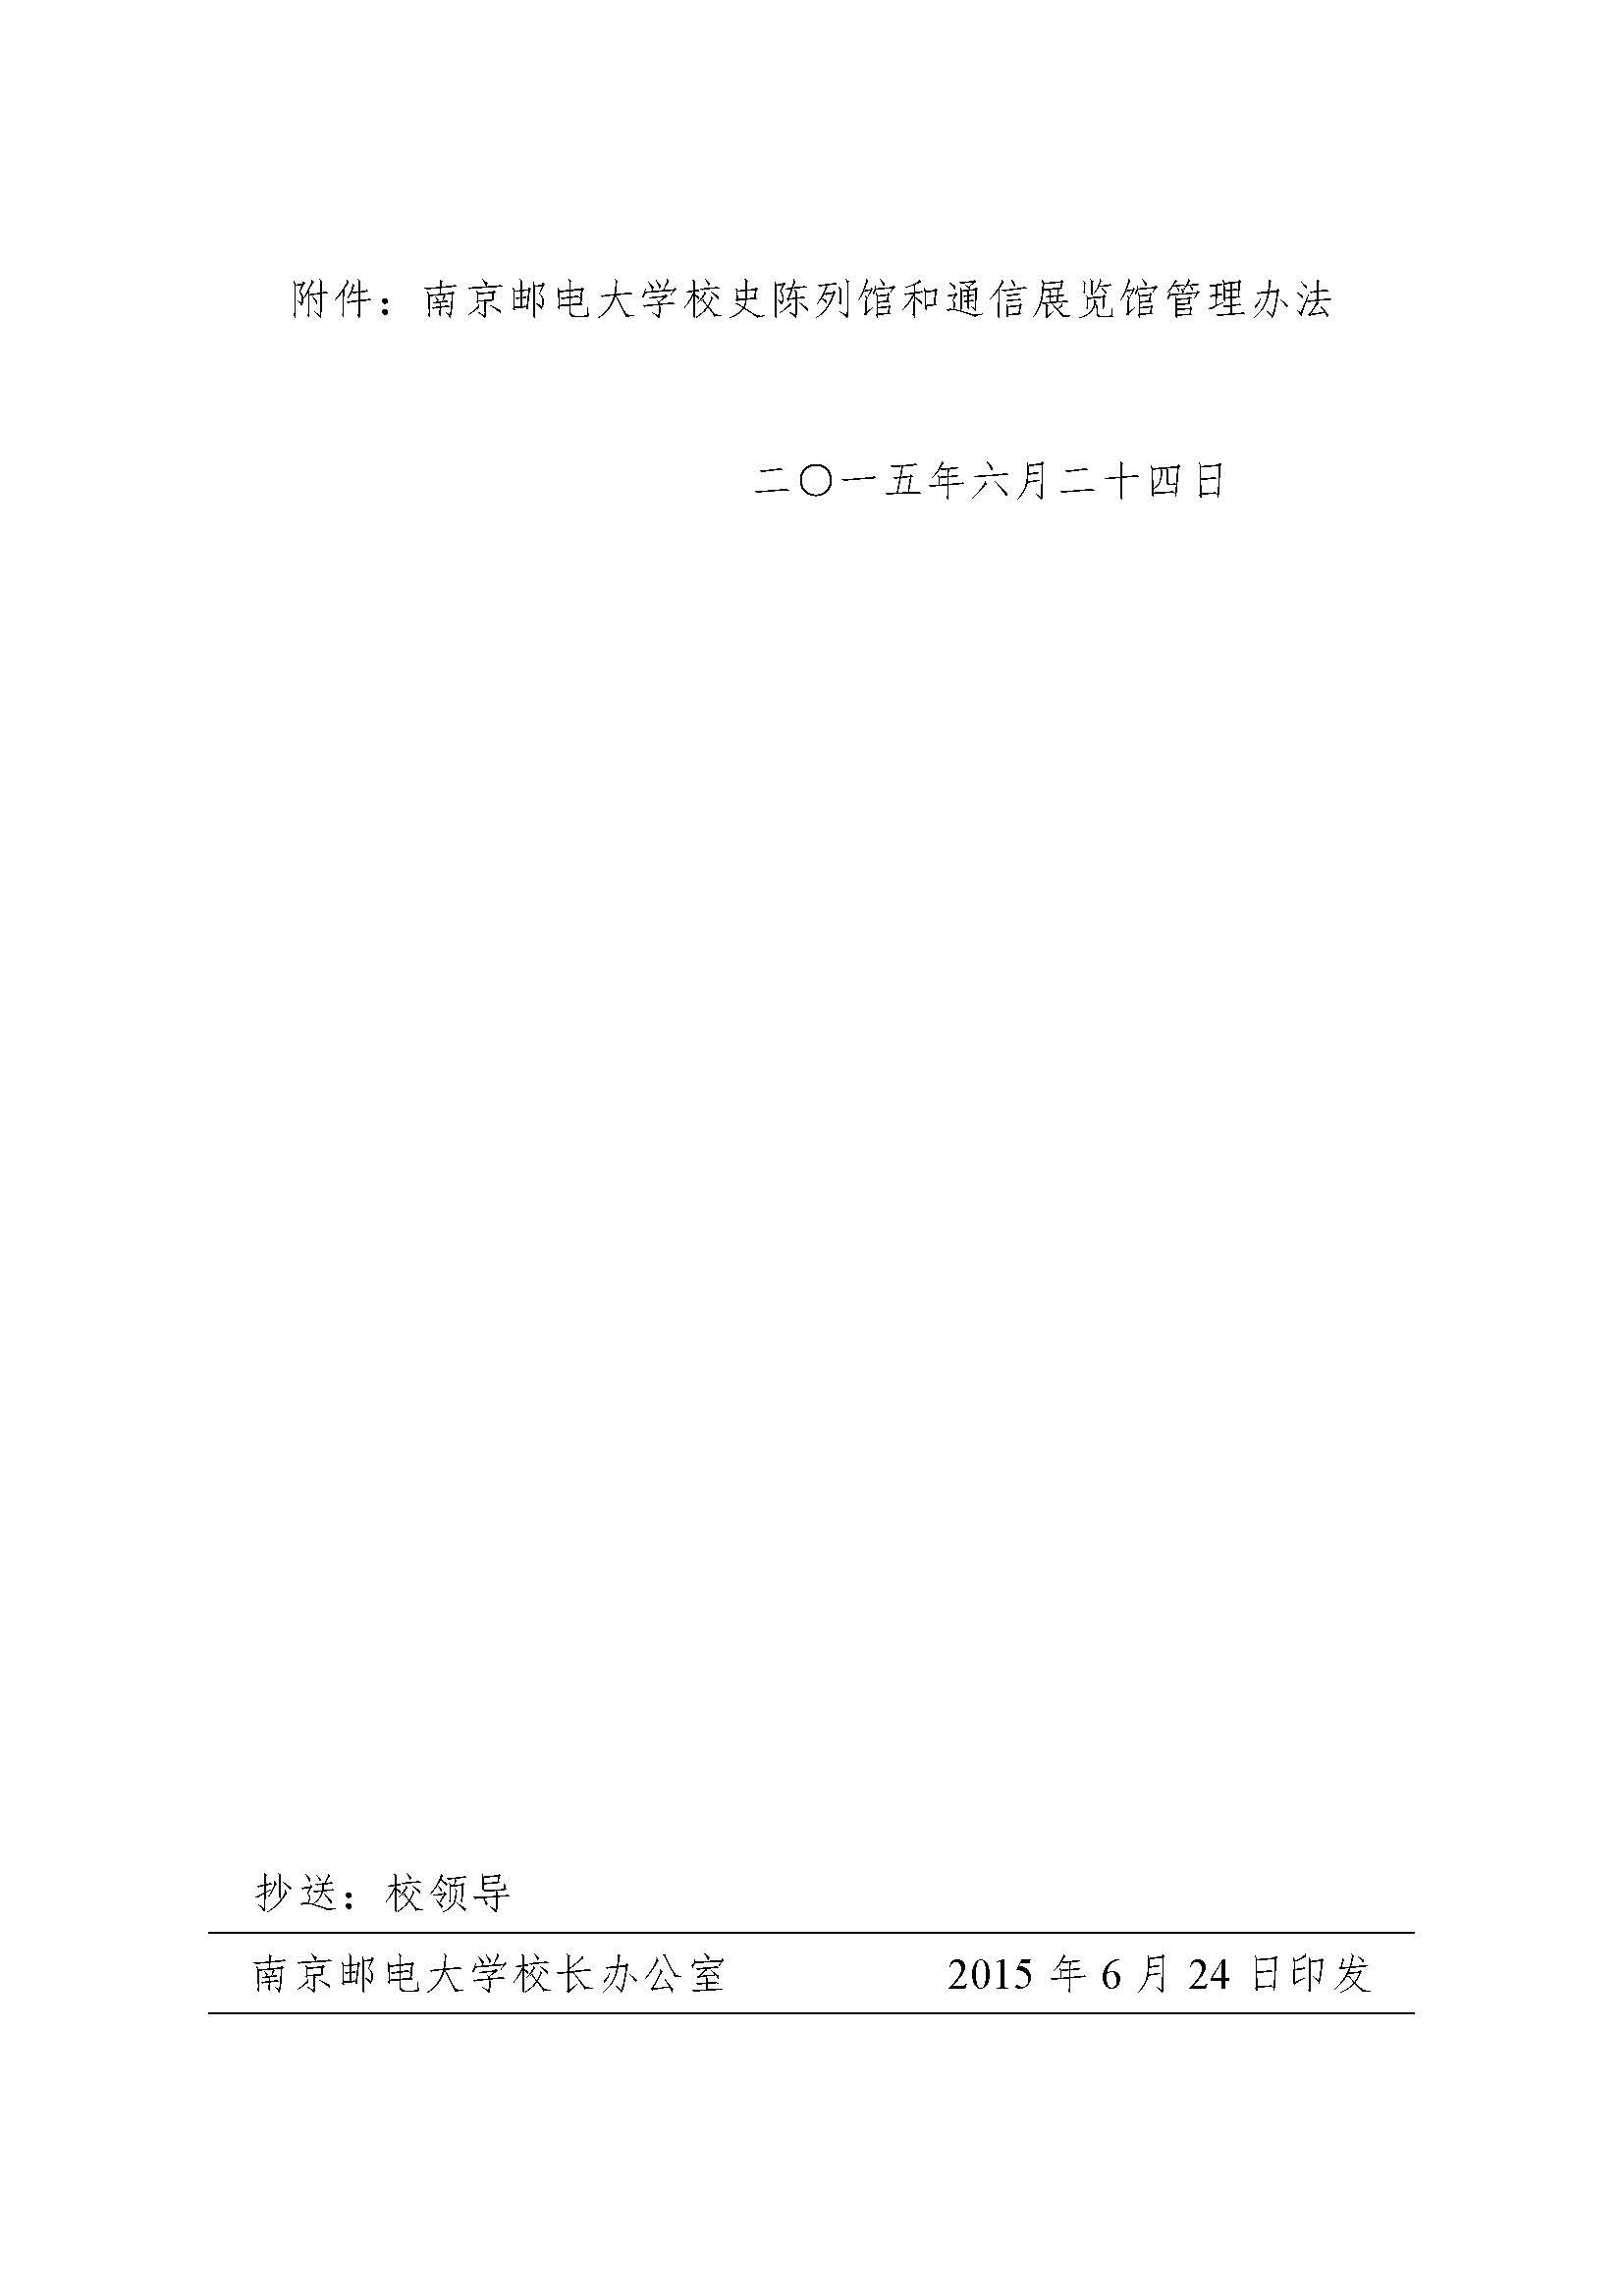 附件：南京邮电大学校史陈列馆和通信展览馆管理办法
二〇一五年六月二十四日
抄送：校领导
南京邮电大学校长办公室 2015 年 6 月 24 日印发